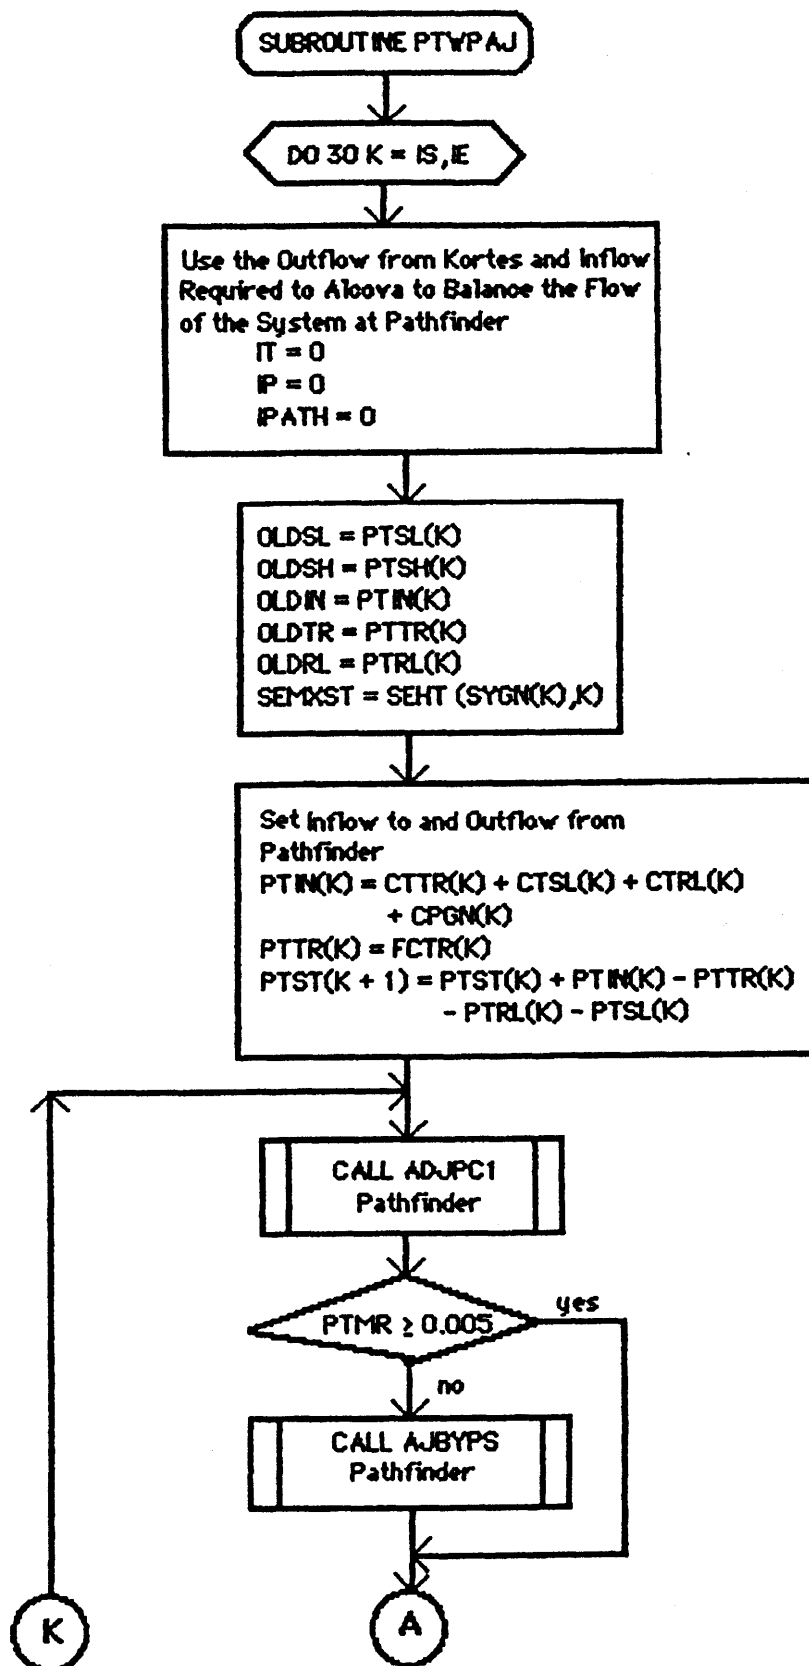 SUBROUTINE PTWPAJ
DO 30 K = IS,IE
Use the Outflow from Kortes and Inflow
Required to Alcova to Balance the Flow
of the System at Pathfinder
IT = 0
IP = 0
IPATH = 0
OLDSL = PTSL(K)
OLDSH = PTSH(K)
OLDIN = PTIN(K)
OLDTR = PTTR(K)
OLDRL = PTRL(K)
SEMXST = SEHT (SYGN(K),K)
Set Inflow to and Outflow from
Pathfinder
PTIN(K) = CTTR(K) + CTSL(K) + CTRL(K)
+ CPGN(K)
PTTR(K) = FCTR(K)
PTST(K + 1) = PTST(K) + PTIN(K) - PTTR(K)
- PTRL(K) - PTSL(K)
CALL ADJPC1
Pathfinder
PTMR ≥ 0.005
yes
no
CALL AJBYPS
Pathfinder
K
A